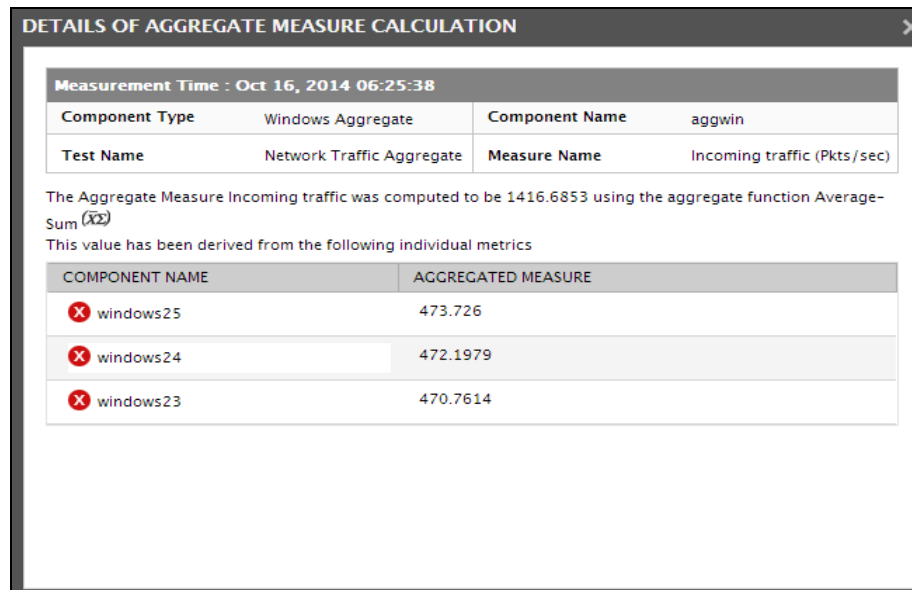 DETAILS OF AGGREGATE MEASURE CALCULATION
Measurement Time : Oct 16, 2014 06:25:38
Component Type Windows Aggregate Component Name aggwin
Test Name Network Traffic Aggregate Measure Name Incoming traffic (Pkts/sec)
The Aggregate Measure Incoming traffic was computed to be 1416.6853 using the aggregate function Average-
Sum (X̄Σ)
This value has been derived from the following individual metrics
COMPONENT NAME AGGREGATED MEASURE
windows25 473.726
windows24 472.1979
windows23 470.7614